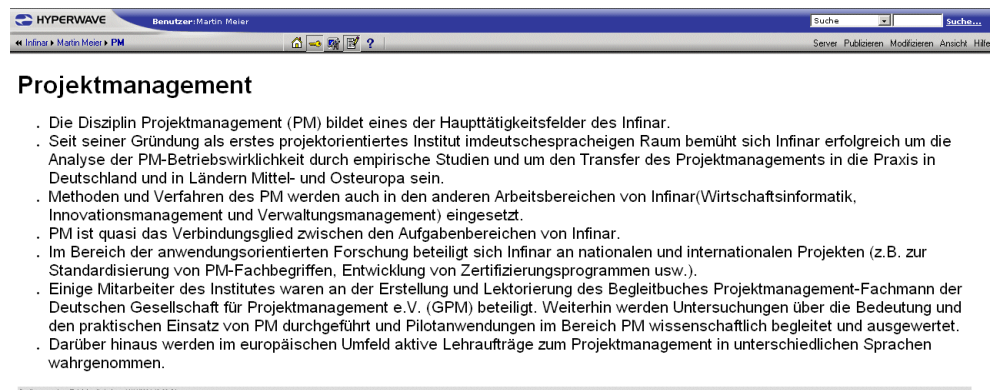 HYPERWAVE Benutzer:Martin Meier Suche Suche...
Infinar Martin Meier PM ? Server Publizieren Modifizieren Ansicht Hilfe
Projektmanagement
. Die Disziplin Projektmanagement (PM) bildet eines der Haupttätigkeitsfelder des Infinar.
. Seit seiner Gründung als erstes projektorientiertes Institut imdeutschespracheigen Raum bemüht sich Infinar erfolgreich um die
Analyse der PM-Betriebswirklichkeit durch empirische Studien und um den Transfer des Projektmanagements in die Praxis in
Deutschland und in Ländern Mittel- und Osteuropa sein.
. Methoden und Verfahren des PM werden auch in den anderen Arbeitsbereichen von Infinar(Wirtschaftsinformatik,
Innovationsmanagement und Verwaltungsmanagement) eingesetzt.
. PM ist quasi das Verbindungsglied zwischen den Aufgabenbereichen von Infinar.
. Im Bereich der anwendungsorientierten Forschung beteiligt sich Infinar an nationalen und internationalen Projekten (z.B. zur
Standardisierung von PM-Fachbegriffen, Entwicklung von Zertifizierungsprogrammen usw.).
. Einige Mitarbeiter des Institutes waren an der Erstellung und Lektorierung des Begleitbuches Projektmanagement-Fachmann der
Deutschen Gesellschaft für Projektmanagement e.V. (GPM) beteiligt. Weiterhin werden Untersuchungen über die Bedeutung und
den praktischen Einsatz von PM durchgeführt und Pilotanwendungen im Bereich PM wissenschaftlich begleitet und ausgewertet.
. Darüber hinaus werden im europäischen Umfeld aktive Lehraufträge zum Projektmanagement in unterschiedlichen Sprachen
wahrgenommen.